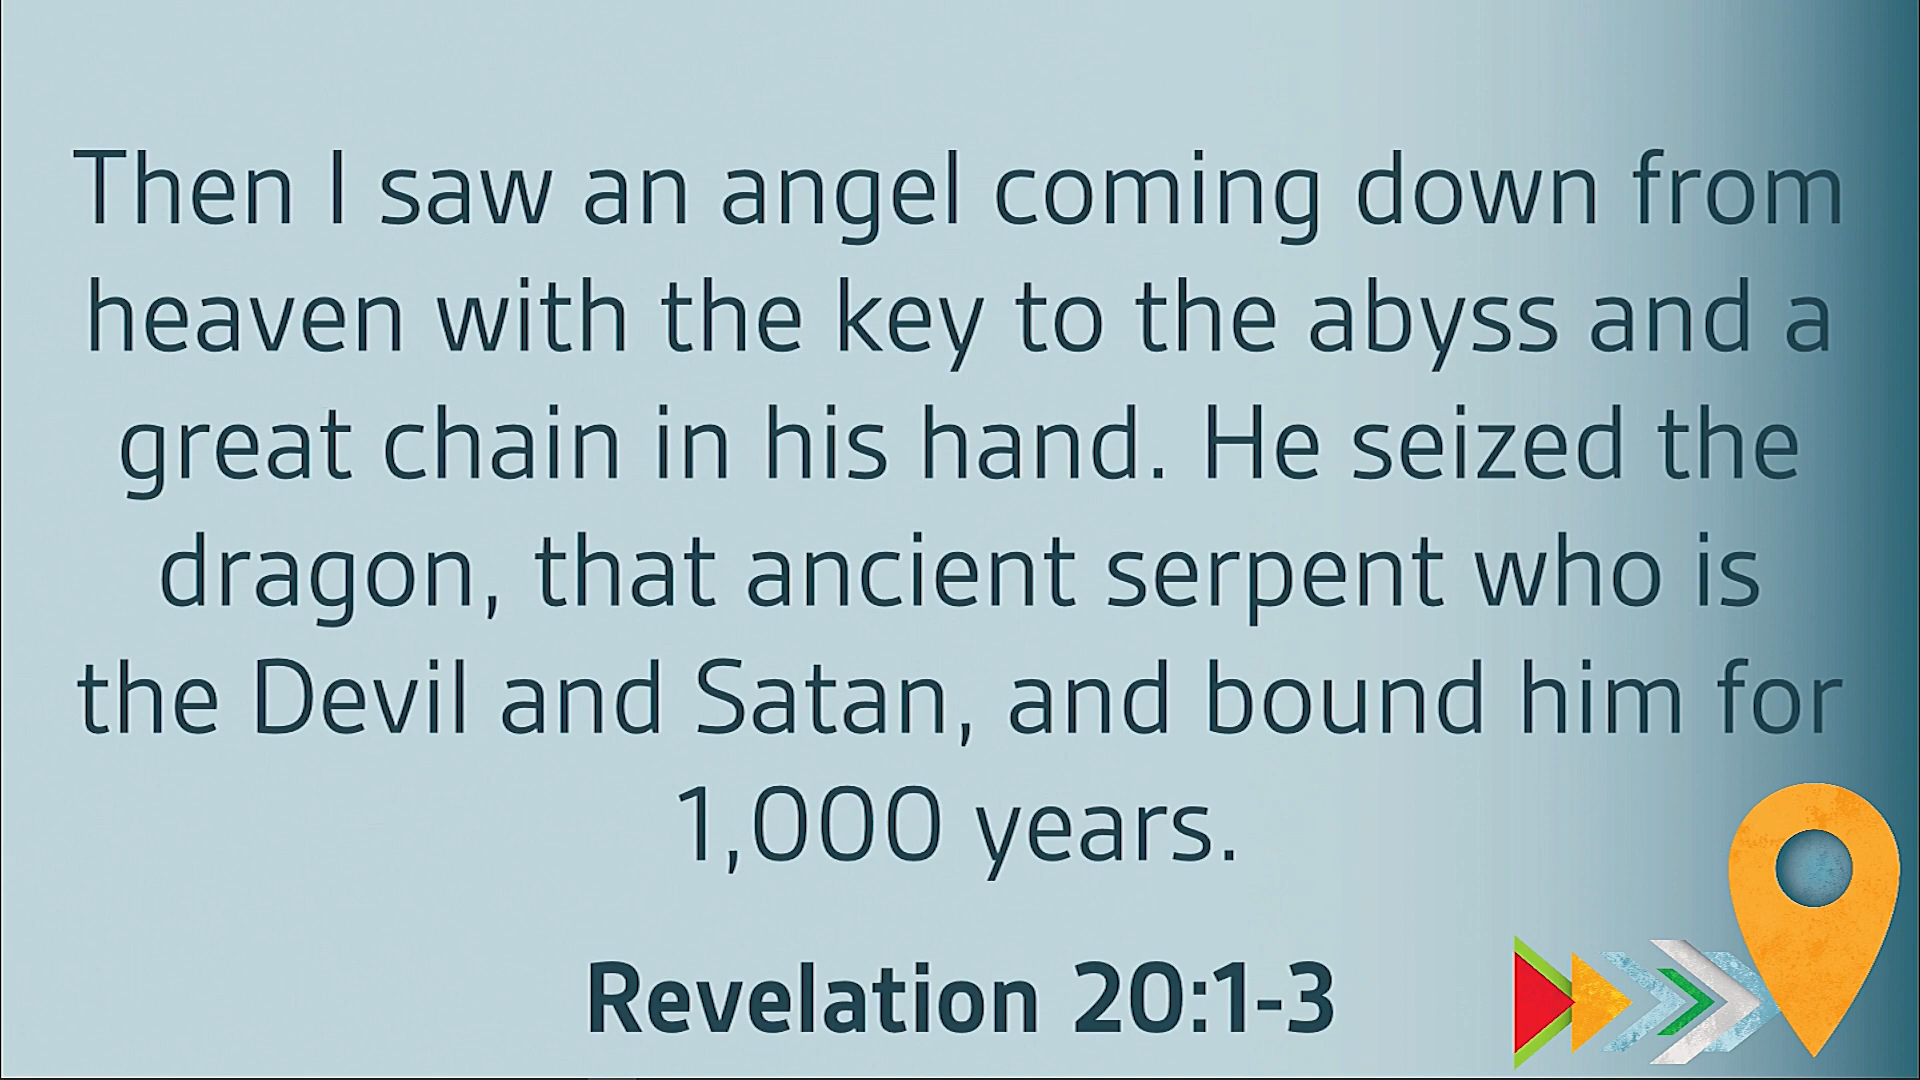 Then I saw an angel coming down from
heaven with the key to the abyss and a
great chain in his hand. He seized the
dragon, that ancient serpent who is
the Devil and Satan, and bound him for
1,000 years.
Revelation 20:1-3